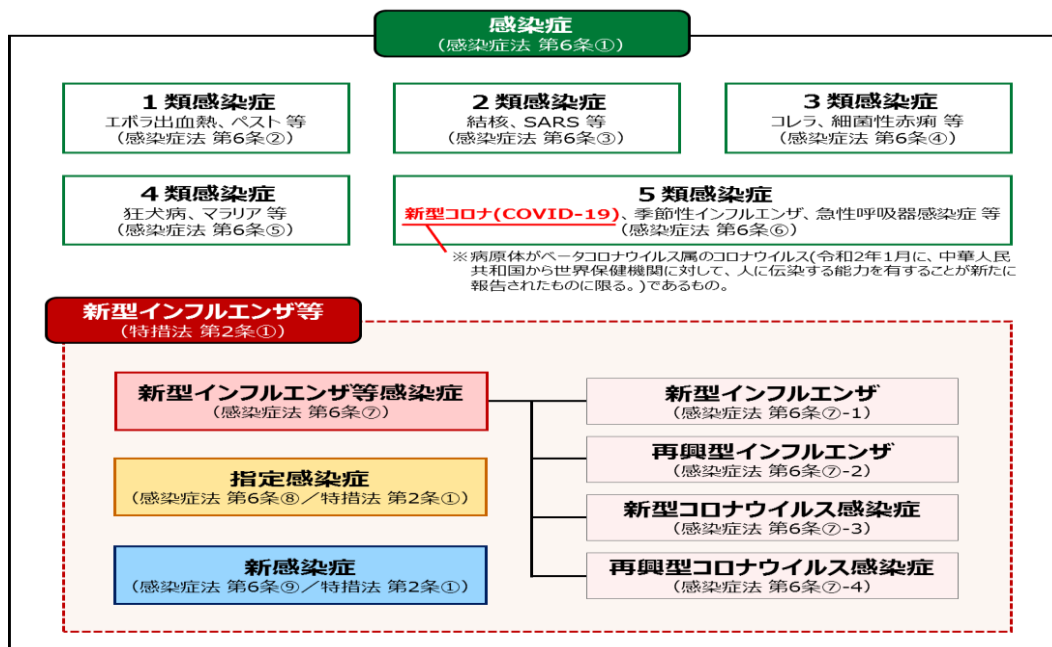 感染症
(感染症法 第6条①)
1類感染症
エボラ出血熱、ペスト 等
(感染症法 第6条②)
2類感染症
結核、SARS 等
(感染症法 第6条③)
3類感染症
コレラ、細菌性赤痢 等
(感染症法 第6条④)
4類感染症
狂犬病、マラリア 等
(感染症法 第6条⑤)
5類感染症
新型コロナ(COVID-19)、季節性インフルエンザ、急性呼吸器感染症 等
(感染症法 第6条⑥)
※病原体がベータコロナウイルス属のコロナウイルス(令和2年1月に、中華人民
共和国から世界保健機関に対して、人に伝染する能力を有することが新たに
報告されたものに限る。)であるもの。
新型インフルエンザ等
(特措法 第2条①)
新型インフルエンザ等感染症
(感染症法 第6条⑦)
指定感染症
(感染症法 第6条⑧/特措法 第2条①)
新感染症
(感染症法 第6条⑨/特措法 第2条①)
新型インフルエンザ
(感染症法 第6条⑦-1)
再興型インフルエンザ
(感染症法 第6条⑦-2)
新型コロナウイルス感染症
(感染症法 第6条⑦-3)
再興型コロナウイルス感染症
(感染症法 第6条⑦-4)